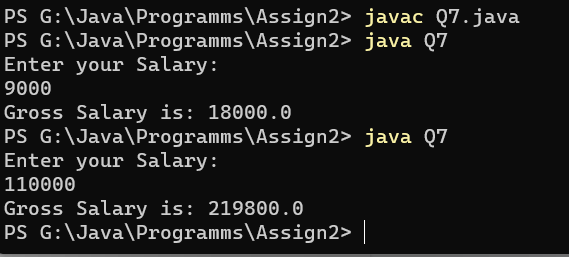 PS G:\Java\Programms\Assign2> javac Q7.java
PS G:\Java\Programms\Assign2> java Q7
Enter your Salary:
9000
Gross Salary is: 18000.0
PS G:\Java\Programms\Assign2> java Q7
Enter your Salary:
110000
Gross Salary is: 219800.0
PS G:\Java\Programms\Assign2>